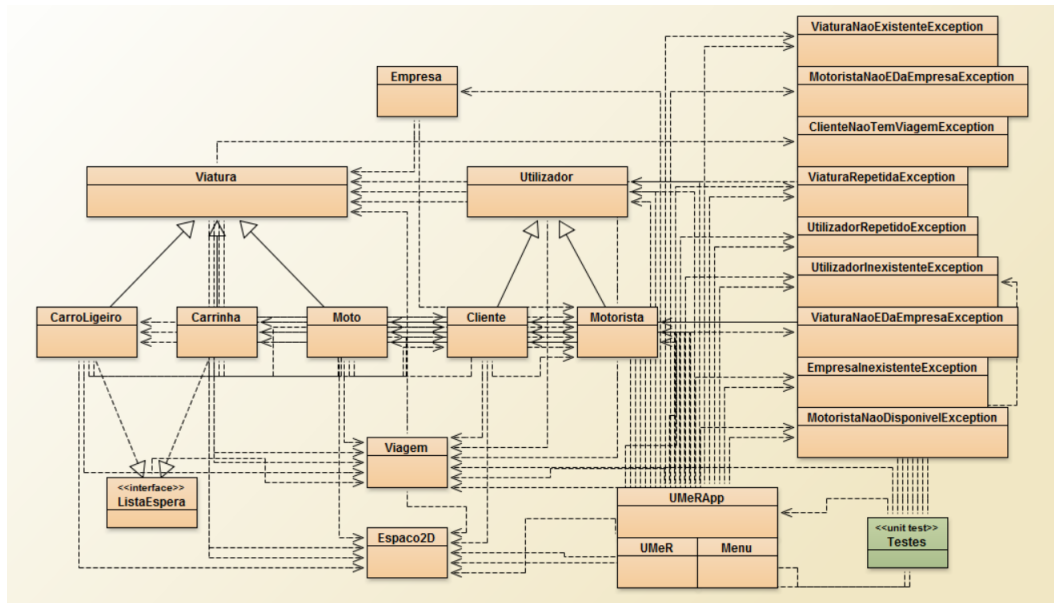 ViaturaNaoExistenteException
Empresa
MotoristaNaoEDaEmpresaException
ClienteNaoTemViagemException
Viatura
Utilizador
ViaturaRepetidaException
UtilizadorRepetidoException
UtilizadorInexistenteException
CarroLigeiro
Carrinha
Moto
Cliente
Motorista
ViaturaNaoEDaEmpresaException
EmpresaInexistenteException
MotoristaNaoDisponivelException
Viagem
<<interface>>
ListaEspera
UMeRApp
<<unit test>>
Testes
Espaco2D
UMeR
Menu